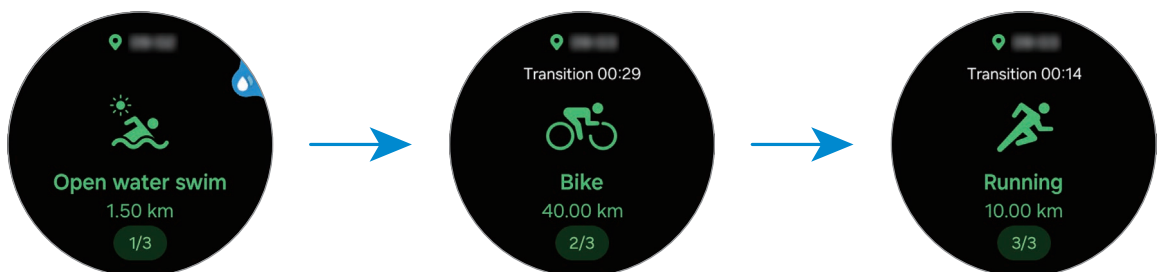 Open water swim
1.50 km
1/3
Transition 00:29
Bike
40.00 km
2/3
Transition 00:14
Running
10.00 km
3/3